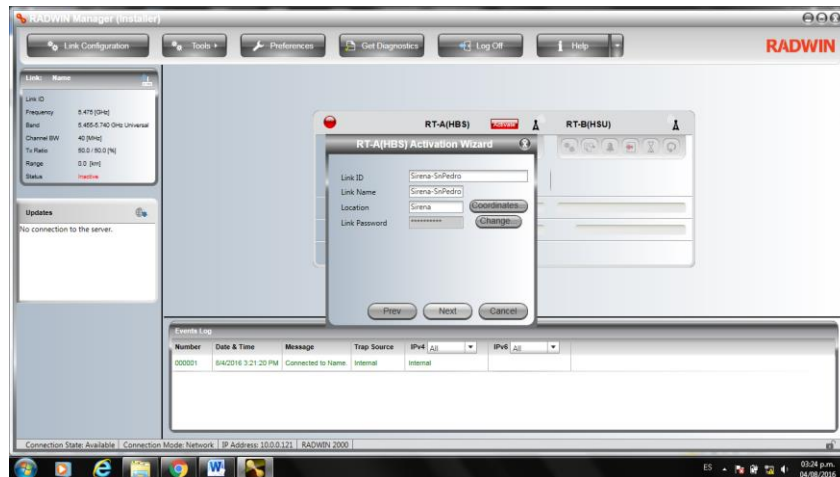 RADWIN Manager (Installer)
Link Configuration
Tools
Preferences
Get Diagnostics
Log Off
Help
RADWIN
Link: Name
Link ID
Frequency 5.475 [GHz]
Band 5.465-5.740 GHz Universal
Channel BW 40 [MHz]
Tx Ratio 50.0 / 50.0 [%]
Range 0.0 [km]
Status Inactive
Updates
No connection to the server.
RT-A(HBS) Activate
RT-B(HSU)
RT-A(HBS) Activation Wizard
Link ID Sirena-SnPedro
Link Name Sirena-SnPedro
Location Sirena Coordinates...
Link Password ********** Change...
Prev Next Cancel
Events Log
Number Date & Time Message Trap Source IPv4 All IPv6 All
000001 8/4/2016 3:21:20 PM Connected to Name. Internal Internal
Connection State: Available Connection Mode: Network IP Address: 10.0.0.121 RADWIN 2000
ES
03:24 p.m.
04/08/2016